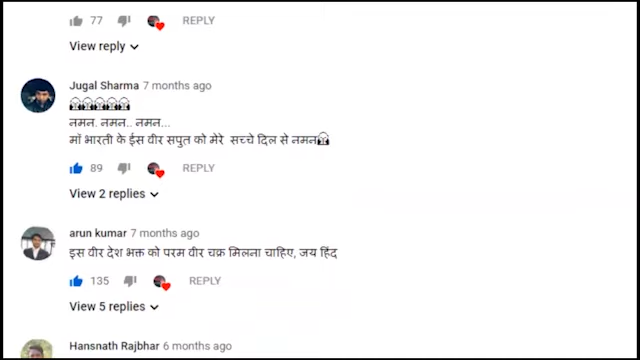 77 REPLY
View reply
Jugal Sharma 7 months ago
नमन. नमन.. नमन...
माँ भारती के ईस वीर सपुत को मेरे सच्चे दिल से नमन
89 REPLY
View 2 replies
arun kumar 7 months ago
इस वीर देश भक्त को परम वीर चक्र मिलना चाहिए, जय हिंद
135 REPLY
View 5 replies
Hansnath Rajbhar 6 months ago